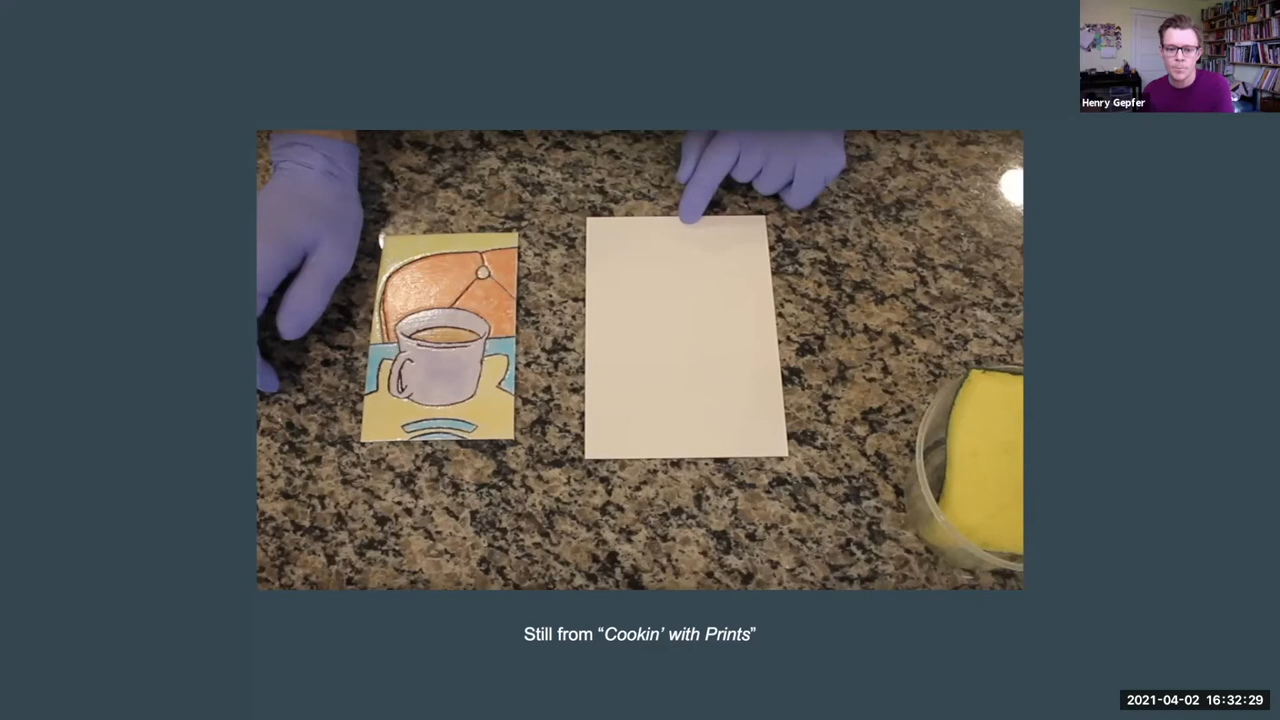 Henry Gepfer
Still from “Cookin’ with Prints”
2021-04-02 16:32:29